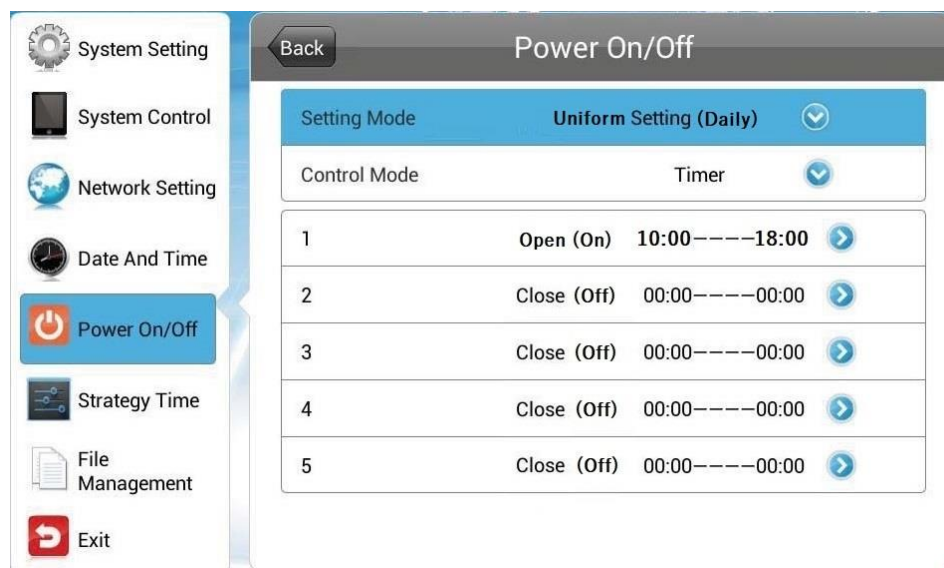 System Setting
System Control
Network Setting
Date And Time
Power On/Off
Strategy Time
File
Management
Exit
Back
Power On/Off
Setting Mode Uniform Setting (Daily)
Control Mode Timer
1 Open (On) 10:00----18:00
2 Close (Off) 00:00----00:00
3 Close (Off) 00:00----00:00
4 Close (Off) 00:00----00:00
5 Close (Off) 00:00----00:00